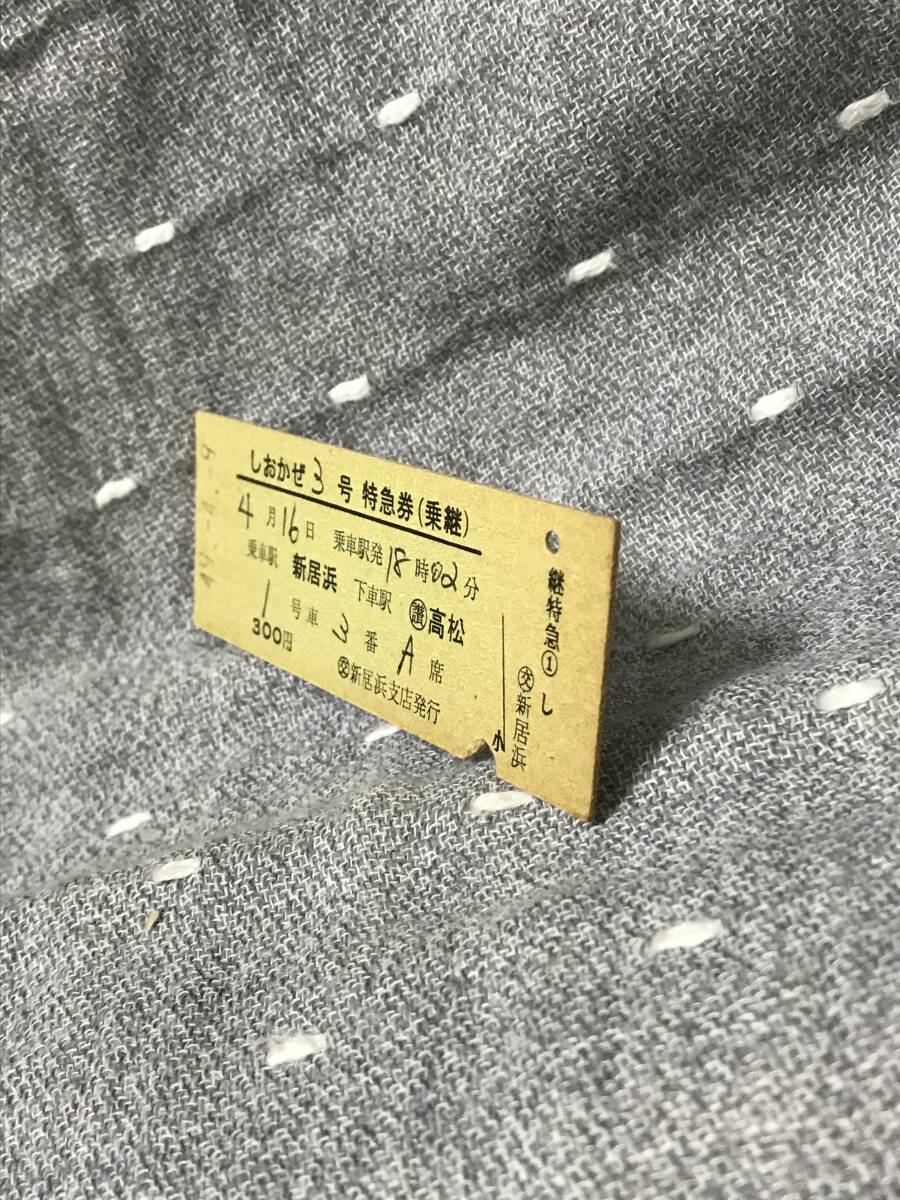 しおかぜ3号 特急券(乗継)
4月16日 乗車駅発18時02分
乗車駅 新居浜 下車駅 ㊂高松
1号車 3番 A席
300円
㊋新居浜支店発行
継特急① し
新居浜
小